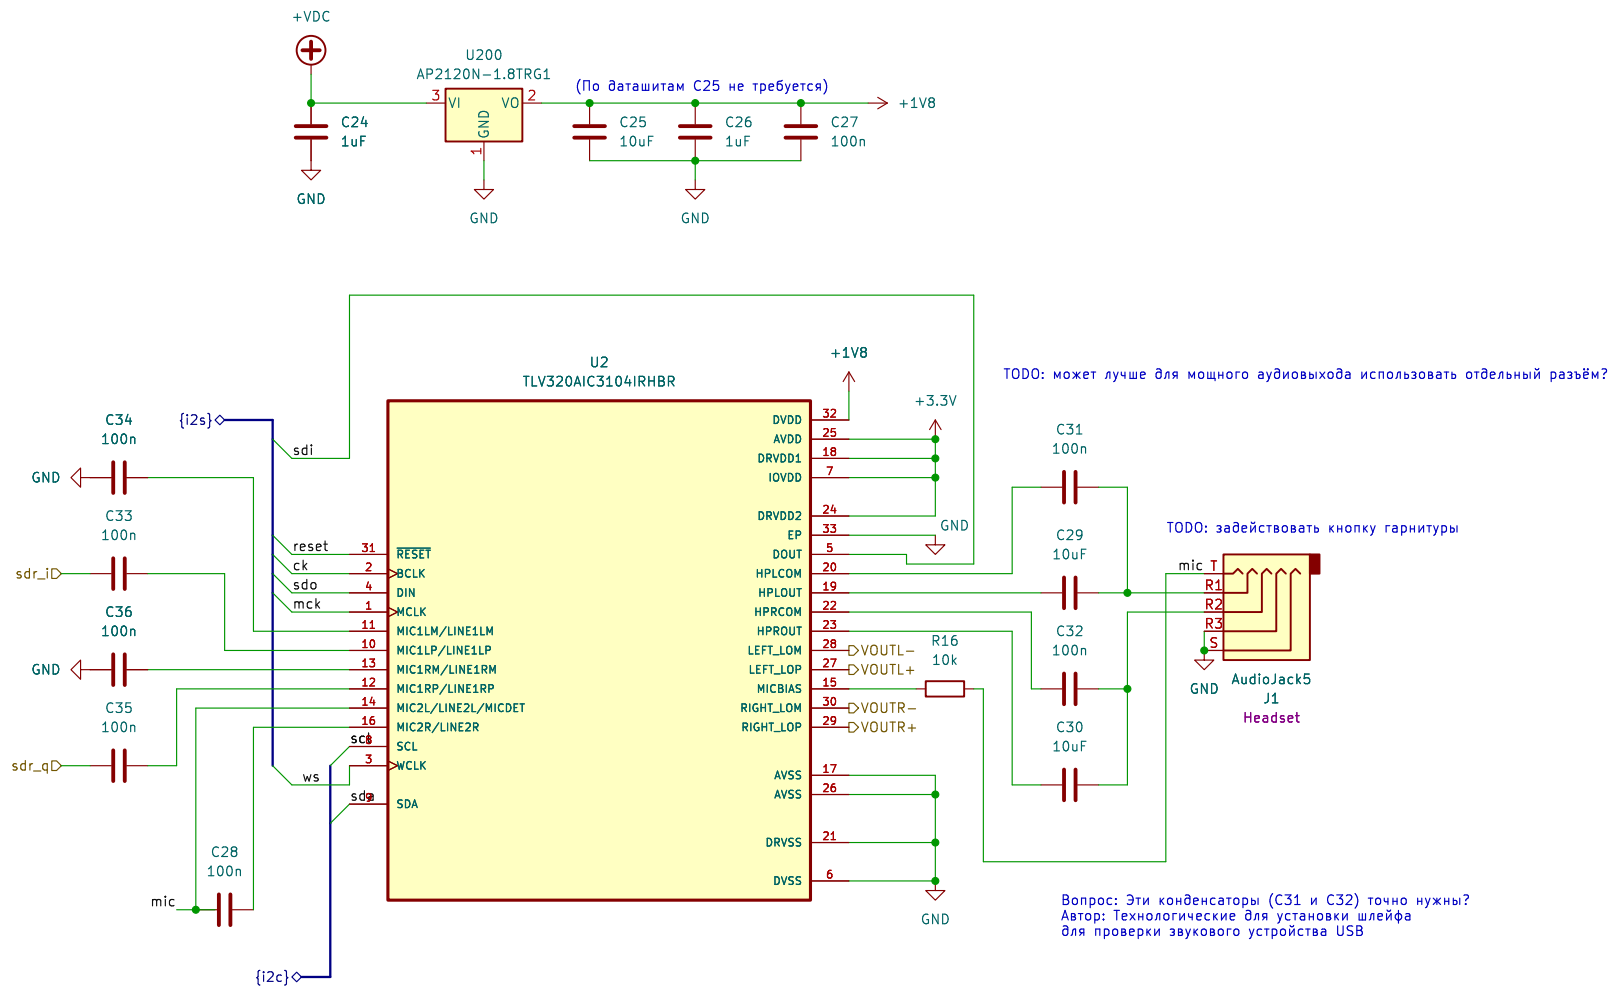 +VDC
U200
AP2120N-1.8TRG1
(По даташитам C25 не требуется)
3
VI
VO
2
GND
1
+1V8
C24
1uF
C25
10uF
C26
1uF
C27
100n
GND
GND
GND
U2
TLV320AIC3104IRHBR
+1V8
TODO: может лучше для мощного аудиовыхода использовать отдельный разъём?
+3.3V
{i2s}
sdi
C34
100n
GND
C33
100n
sdr_i
C36
100n
GND
C35
100n
sdr_q
reset
ck
sdo
mck
ws
scl
sda
31
RESET
2
BCLK
4
DIN
1
MCLK
11
MIC1LM/LINE1LM
10
MIC1LP/LINE1LP
13
MIC1RM/LINE1RM
12
MIC1RP/LINE1RP
14
MIC2L/LINE2L/MICDET
16
MIC2R/LINE2R
8
SCL
3
WCLK
9
SDA
DVDD
32
AVDD
25
DRVDD1
18
IOVDD
7
DRVDD2
24
EP
33
GND
DOUT
5
HPLCOM
20
HPLOUT
19
HPRCOM
22
HPROUT
23
LEFT_LOM
28
VOUTL-
LEFT_LOP
27
VOUTL+
MICBIAS
15
RIGHT_LOM
30
VOUTR-
RIGHT_LOP
29
VOUTR+
AVSS
17
AVSS
26
DRVSS
21
DVSS
6
GND
R16
10k
C31
100n
C29
10uF
C32
100n
C30
10uF
TODO: задействовать кнопку гарнитуры
mic
T
R1
R2
R3
S
GND
AudioJack5
J1
Headset
C28
100n
mic
{i2c}
Вопрос: Эти конденсаторы (C31 и C32) точно нужны?
Автор: Технологические для установки шлейфа
для проверки звукового устройства USB